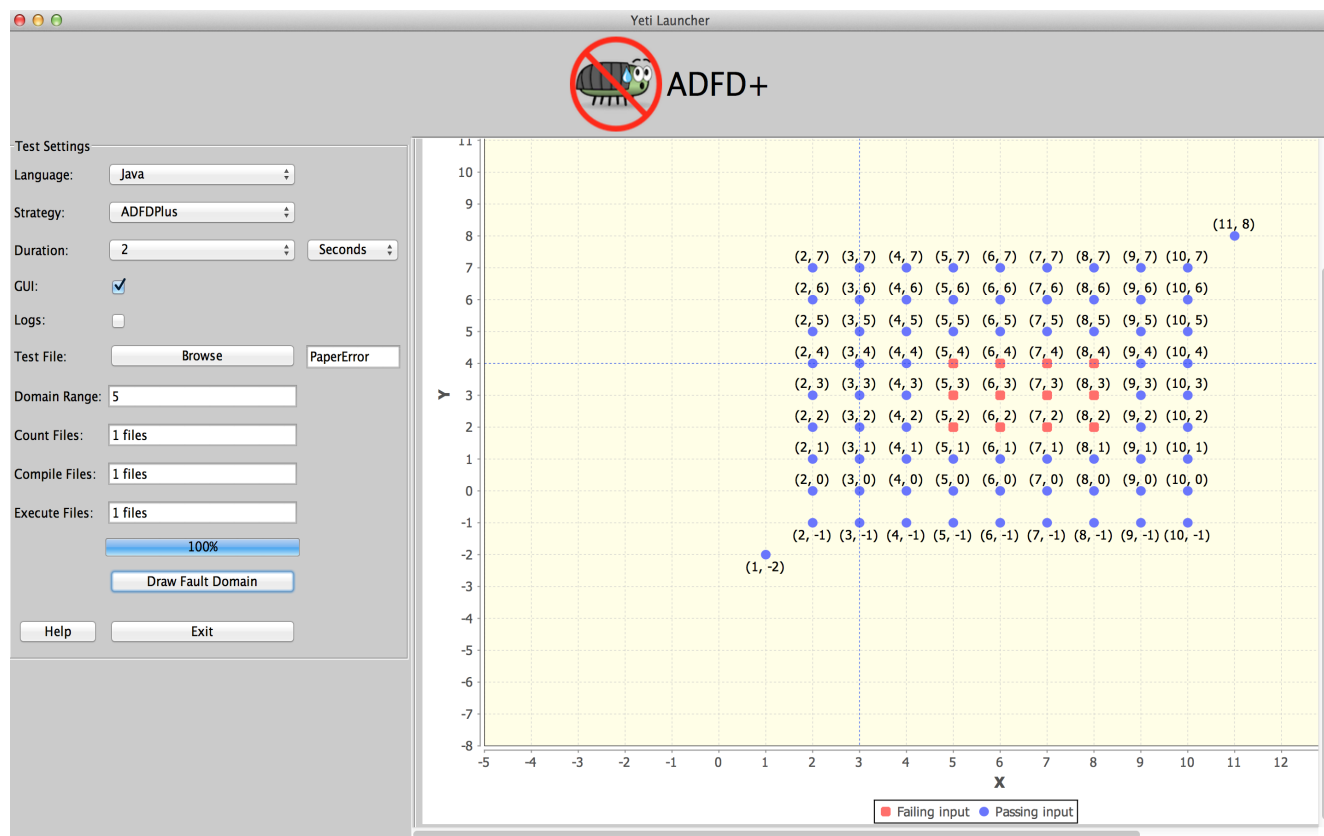 Yeti Launcher
ADFD+
Test Settings
Language: Java
Strategy: ADFDPlus
Duration: 2 Seconds
GUI:
Logs:
Test File: Browse PaperError
Domain Range: 5
Count Files: 1 files
Compile Files: 1 files
Execute Files: 1 files
100%
Draw Fault Domain
Help Exit
11
10
9
(11, 8)
8
(2, 7) (3, 7) (4, 7) (5, 7) (6, 7) (7, 7) (8, 7) (9, 7) (10, 7)
7
(2, 6) (3, 6) (4, 6) (5, 6) (6, 6) (7, 6) (8, 6) (9, 6) (10, 6)
6
(2, 5) (3, 5) (4, 5) (5, 5) (6, 5) (7, 5) (8, 5) (9, 5) (10, 5)
5
(2, 4) (3, 4) (4, 4) (5, 4) (6, 4) (7, 4) (8, 4) (9, 4) (10, 4)
4
(2, 3) (3, 3) (4, 3) (5, 3) (6, 3) (7, 3) (8, 3) (9, 3) (10, 3)
Y
3
(2, 2) (3, 2) (4, 2) (5, 2) (6, 2) (7, 2) (8, 2) (9, 2) (10, 2)
2
(2, 1) (3, 1) (4, 1) (5, 1) (6, 1) (7, 1) (8, 1) (9, 1) (10, 1)
1
(2, 0) (3, 0) (4, 0) (5, 0) (6, 0) (7, 0) (8, 0) (9, 0) (10, 0)
0
-1
(2, -1) (3, -1) (4, -1) (5, -1) (6, -1) (7, -1) (8, -1) (9, -1) (10, -1)
-2
(1, -2)
-3
-4
-5
-6
-7
-8
-5 -4 -3 -2 -1 0 1 2 3 4 5 6 7 8 9 10 11 12
X
Failing input Passing input